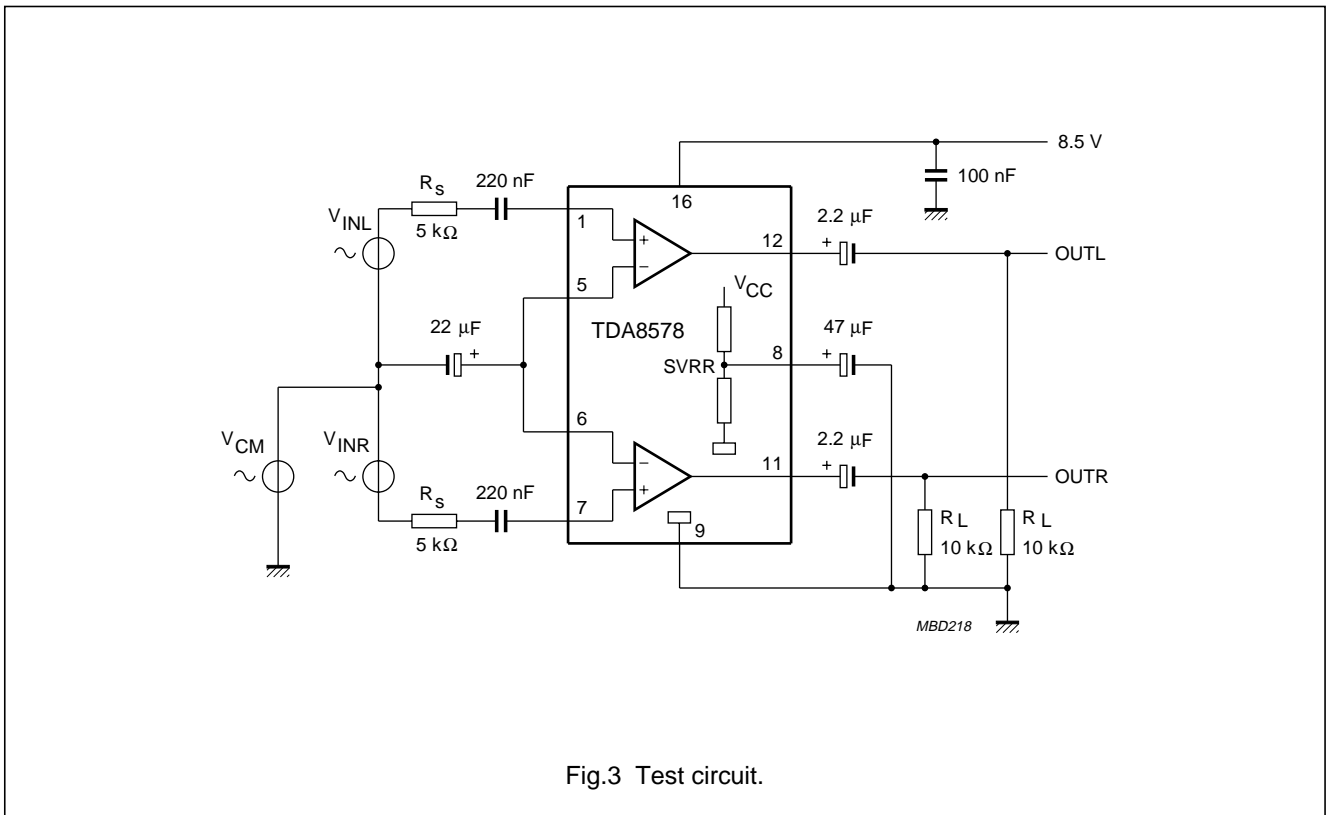 8.5 V
100 nF
16
R s
5 kΩ
220 nF
1
+
−
V INL
∼
5
12
2.2 μF
+
OUTL
V CC
22 μF
+
TDA8578
SVRR
8
47 μF
+
V CM
∼
V INR
∼
6
−
+
11
2.2 μF
+
OUTR
R s
5 kΩ
220 nF
7
9
R L
10 kΩ
R L
10 kΩ
MBD218
Fig.3 Test circuit.